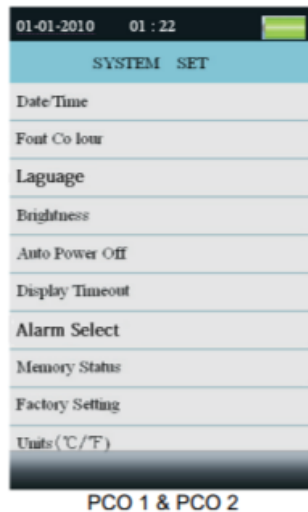 01-01-2010 01 : 22
SYSTEM SET
Date/Time
Font Co lour
Laguage
Brightness
Auto Power Off
Display Timeout
Alarm Select
Memory Status
Factory Setting
Units(℃/℉)
PCO 1 & PCO 2